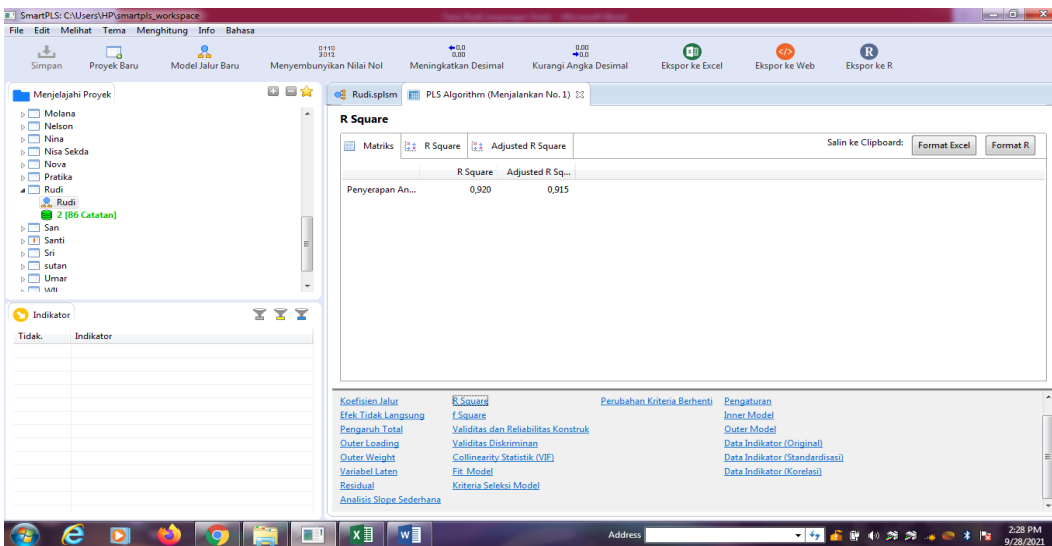 SmartPLS: C:\Users\HP\smartpls_workspace
File Edit Melihat Tema Menghitung Info Bahasa
Simpan Proyek Baru Model Jalur Baru Menyembunyikan Nilai Nol Meningkatkan Desimal Kurangi Angka Desimal Ekspor ke Excel Ekspor ke Web Ekspor ke R
Menjelajahi Proyek
Molana
Nelson
Nina
Nisa Sekda
Nova
Pratika
Rudi
Rudi
2 [86 Catatan]
San
Santi
Sri
sutan
Umar
Indikator
Tidak. Indikator
Rudi.splsm PLS Algorithm (Menjalankan No. 1)
R Square
Matriks R Square Adjusted R Square Salin ke Clipboard: Format Excel Format R
R Square Adjusted R Sq...
Penyerapan An... 0,920 0,915
Koefisien Jalur R Square Perubahan Kriteria Berhenti Pengaturan
Efek Tidak Langsung f Square Inner Model
Pengaruh Total Validitas dan Reliabilitas Konstruk Outer Model
Outer Loading Validitas Diskriminan Data Indikator (Original)
Outer Weight Collinearity Statistik (VIF) Data Indikator (Standardisasi)
Variabel Laten Fit Model Data Indikator (Korelasi)
Residual Kriteria Seleksi Model
Analisis Slope Sederhana
Address 2:28 PM
9/28/2021